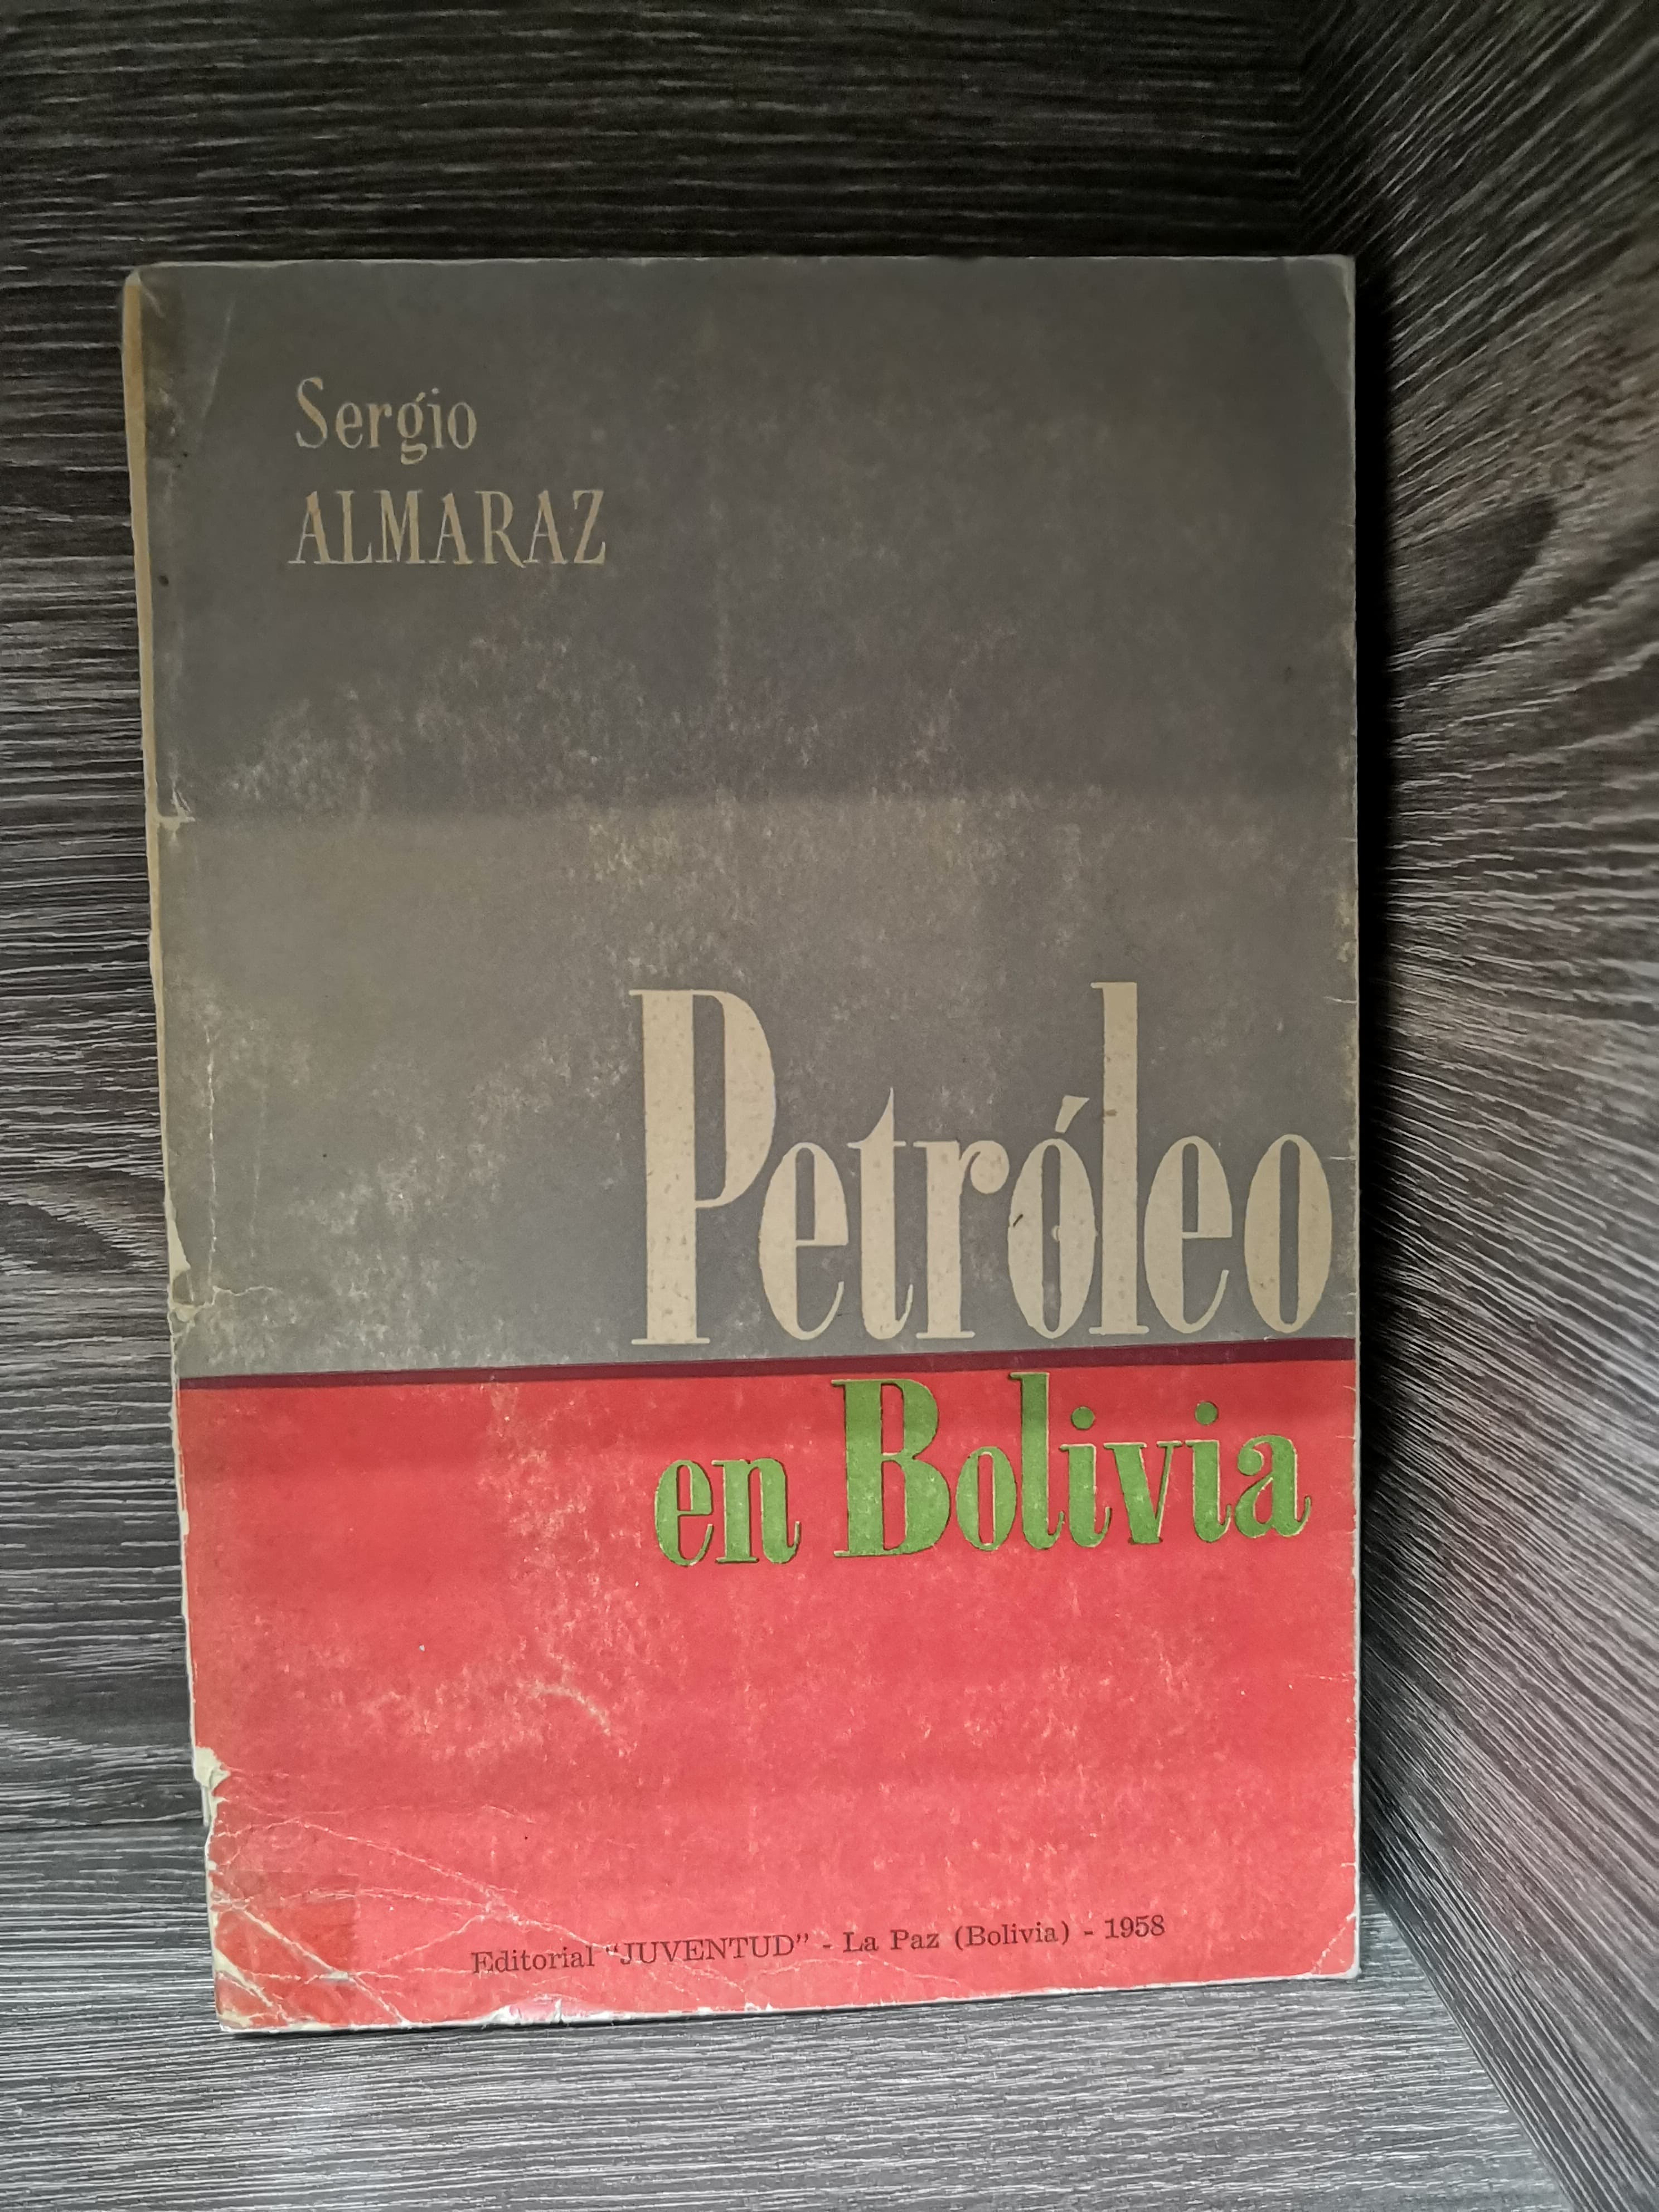 Sergio
ALMARAZ
Petróleo
en Bolivia
Editorial "JUVENTUD" - La Paz (Bolivia) - 1958